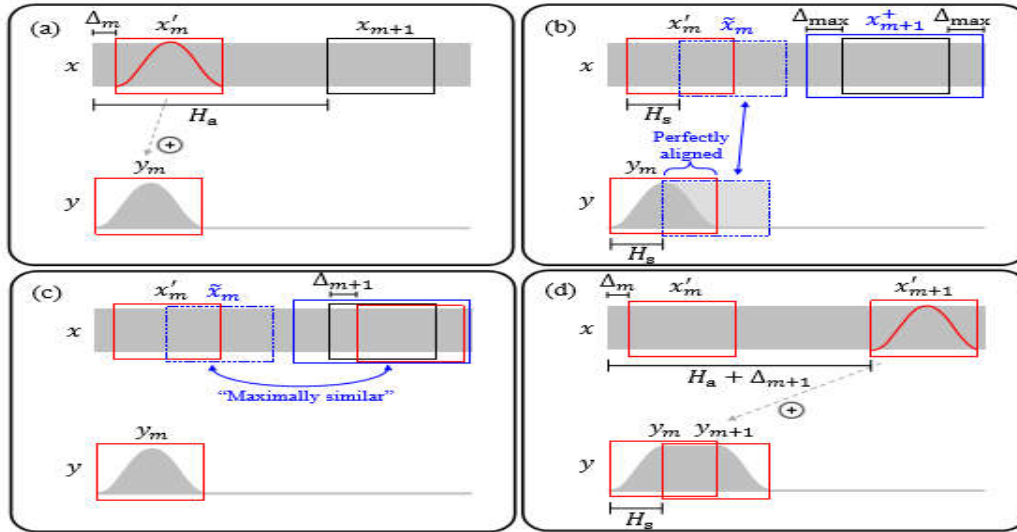 (a)
Δm x′m xm+1
x
Ha
+
ym
y
(b)
x′m x̃m Δmax x⁺m+1 Δmax
x
Hs
Perfectly
aligned
ym
y
Hs
(c)
x′m x̃m Δm+1
x
“Maximally similar”
ym
y
(d)
Δm x′m x′m+1
x
Ha + Δm+1
+
ym ym+1
y
Hs